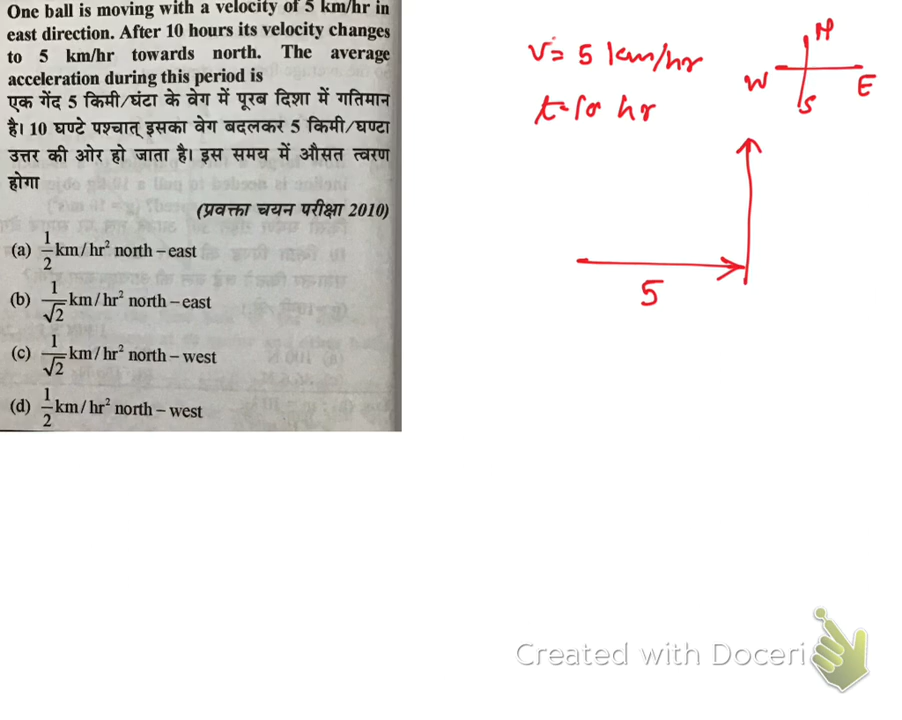 One ball is moving with a velocity of 5 km/hr in
east direction. After 10 hours its velocity changes
to 5 km/hr towards north. The average
acceleration during this period is
एक गेंद 5 किमी/घंटा के वेग में पूरब दिशा में गतिमान
है। 10 घण्टे पश्चात् इसका वेग बदलकर 5 किमी/घण्टा
उत्तर की ओर हो जाता है। इस समय में औसत त्वरण
होगा
(प्रवक्ता चयन परीक्षा 2010)
(a) 1/2 km/hr² north – east
(b) 1/√2 km/hr² north – east
(c) 1/√2 km/hr² north – west
(d) 1/2 km/hr² north – west
V= 5 km/hr
t=10 hr
N
W
E
S
5
Created with Doceri